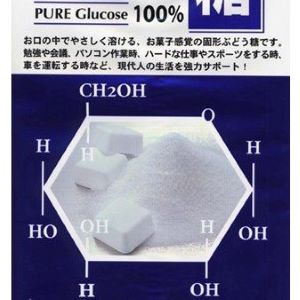 糖
PURE Glucose 100%
お口の中でやさしく溶ける、お菓子感覚の固形ぶどう糖です。
勉強や会議、パソコン作業時、ハードな仕事やスポーツをする時、
車を運転する時など、現代人の生活を強力サポート!
CH2OH
H
O
H
H
HO
OH
H
OH
H
OH